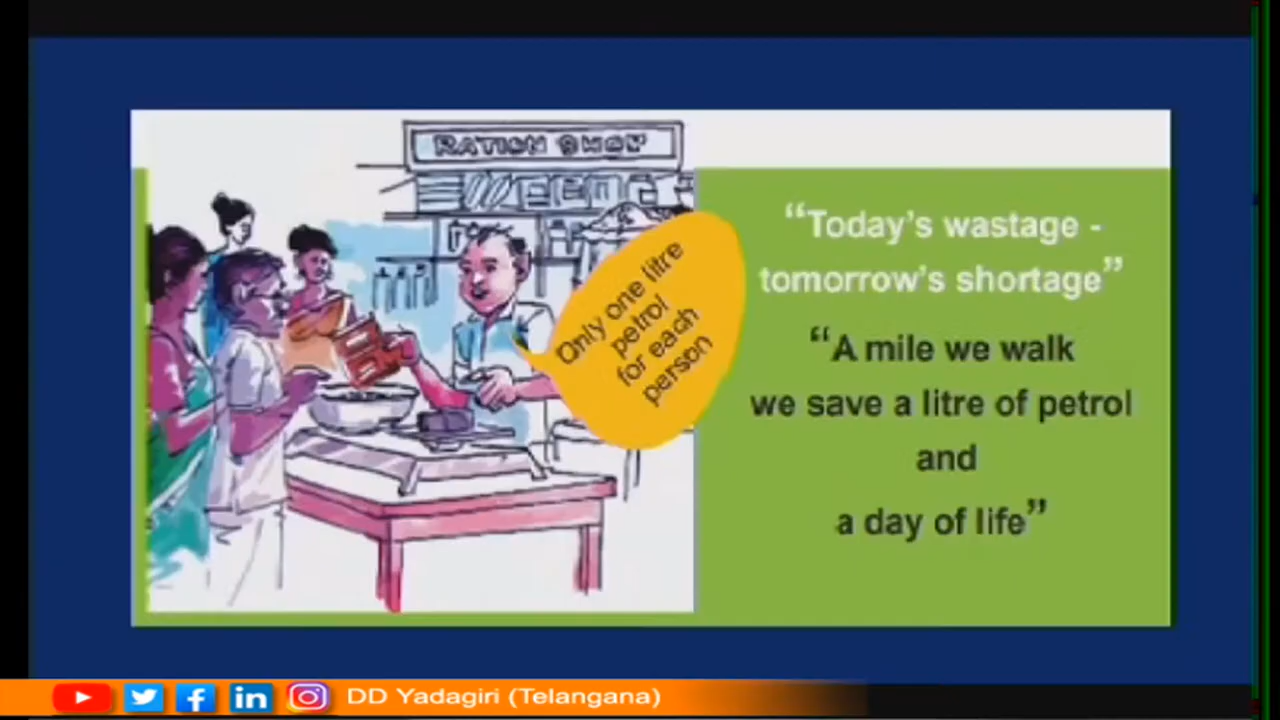 RATION SHOP
Only one litre
petrol
for each
person
“Today’s wastage -
tomorrow’s shortage”
“A mile we walk
we save a litre of petrol
and
a day of life”
DD Yadagiri (Telangana)